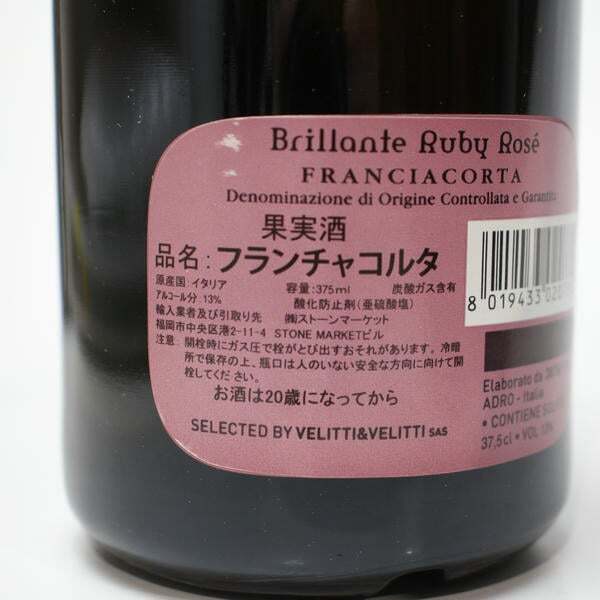 Brillante Ruby Rosé
FRANCIACORTA
Denominazione di Origine Controllata e Garantita
果実酒
品名：フランチャコルタ
原産国：イタリア 容量：375ml 炭酸ガス含有
アルコール分：13% 酸化防止剤（亜硫酸塩）
輸入業者及び引取り先 ㈱ストーンマーケット
福岡市中央区港2-11-4 STONE MARKETビル
注意：開栓時にガス圧で栓がとび出すおそれがあります。冷暗
所で保存の上、瓶口は人のいない安全な方向に向けて開
栓してください。
お酒は20歳になってから
SELECTED BY VELITTI&VELITTI SAS
8 019433 020
Elaborato da
ADRO - Italia
• CONTIENE
37,5cl • VOL 13%